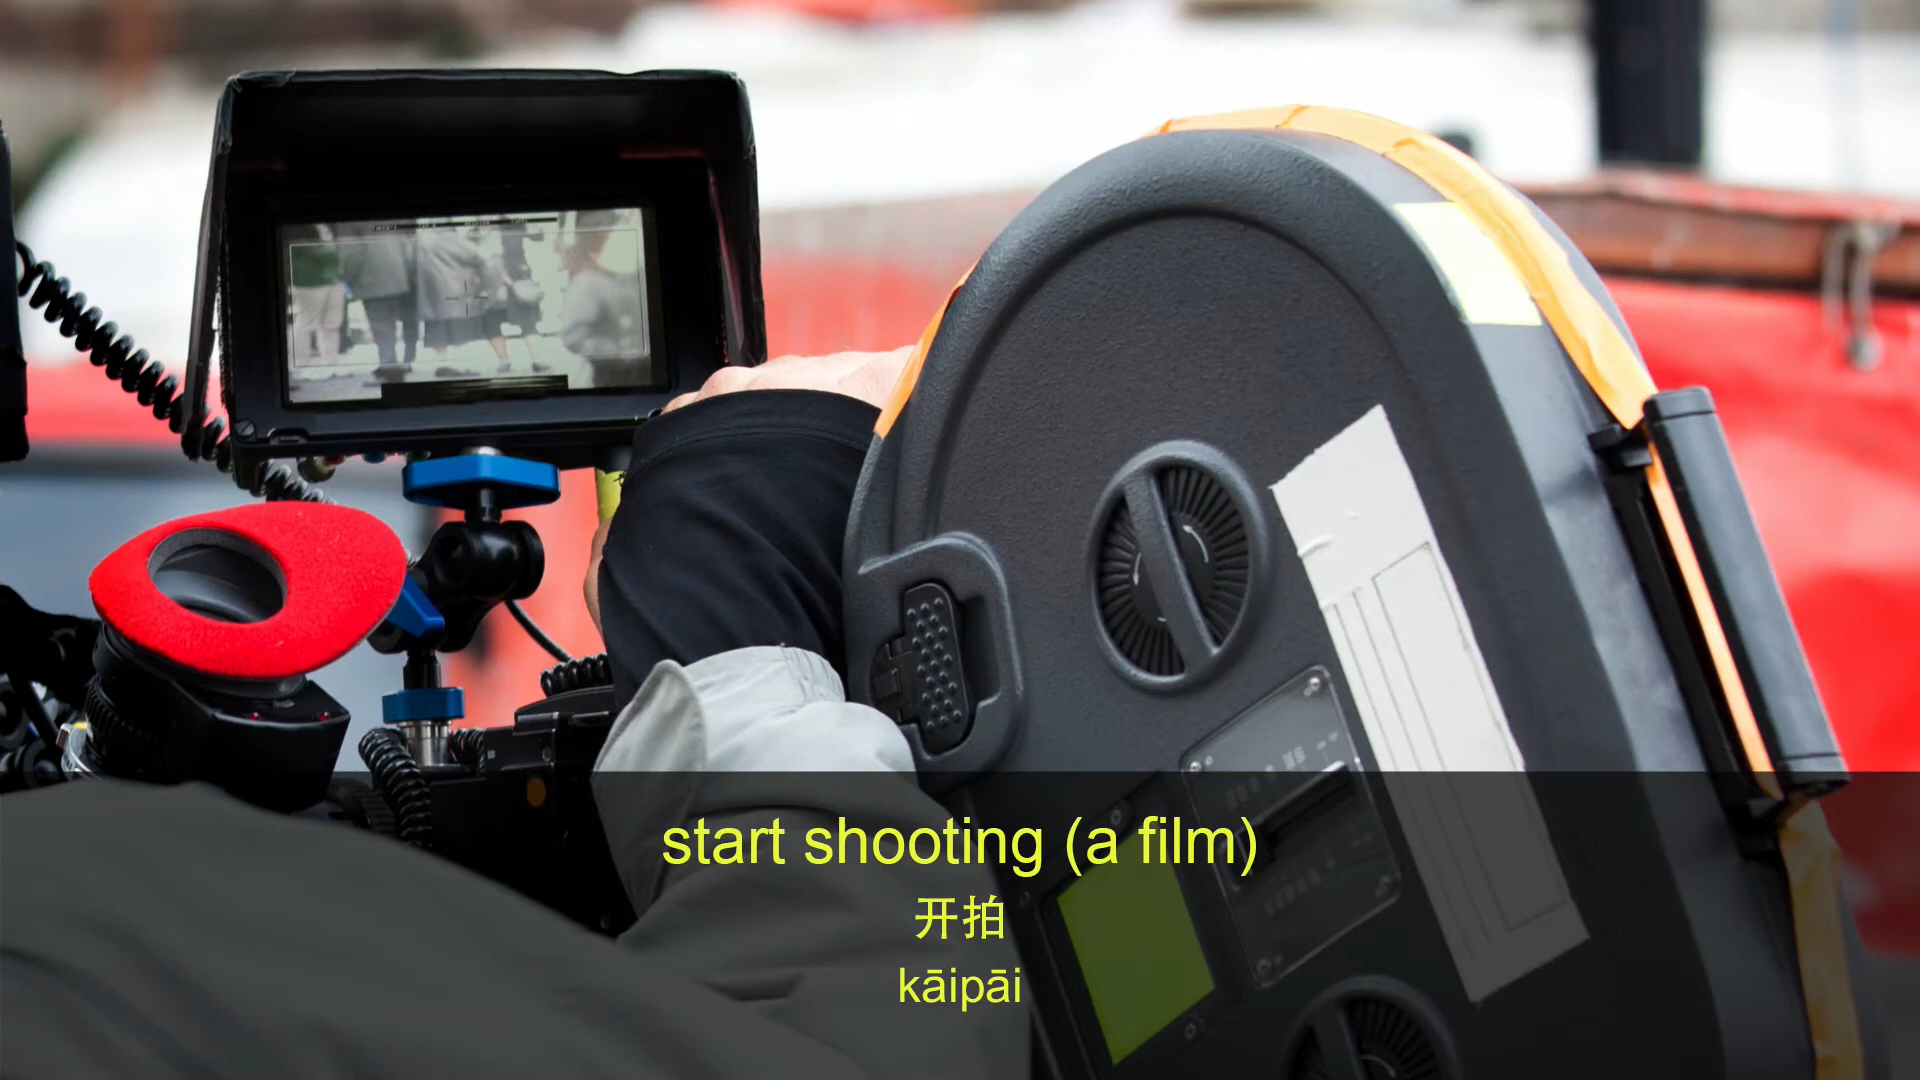 start shooting (a film)
开拍
kāipāi